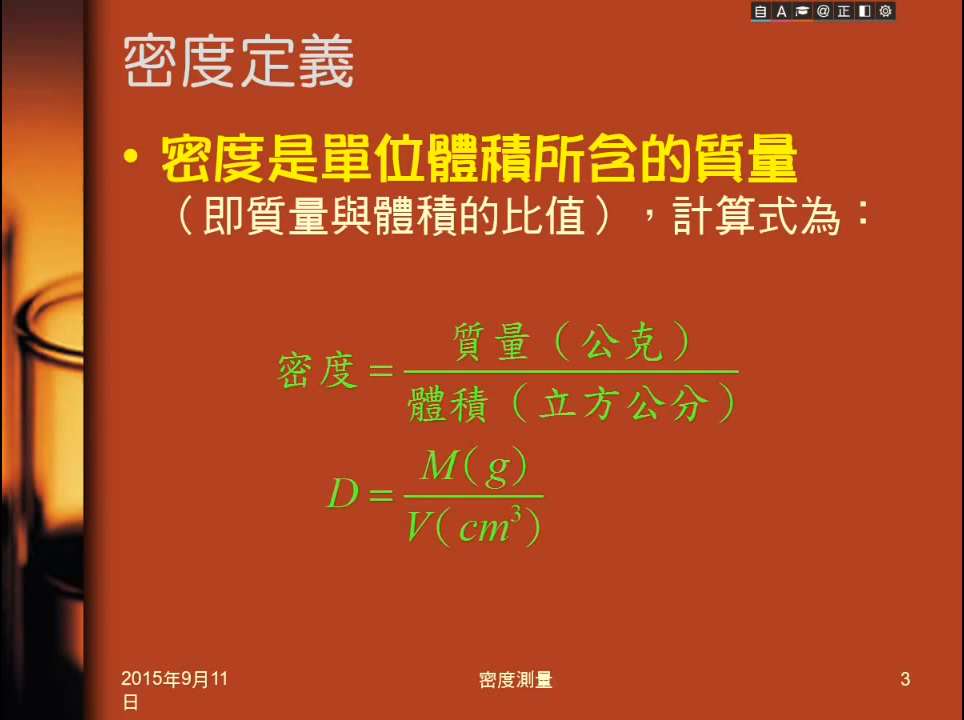 自 A @ 正
密度定義
• 密度是單位體積所含的質量
（即質量與體積的比值），計算式為：
密度 = 質量（公克） / 體積（立方公分）
D = M(g) / V(cm³)
2015年9月11日
密度測量
3